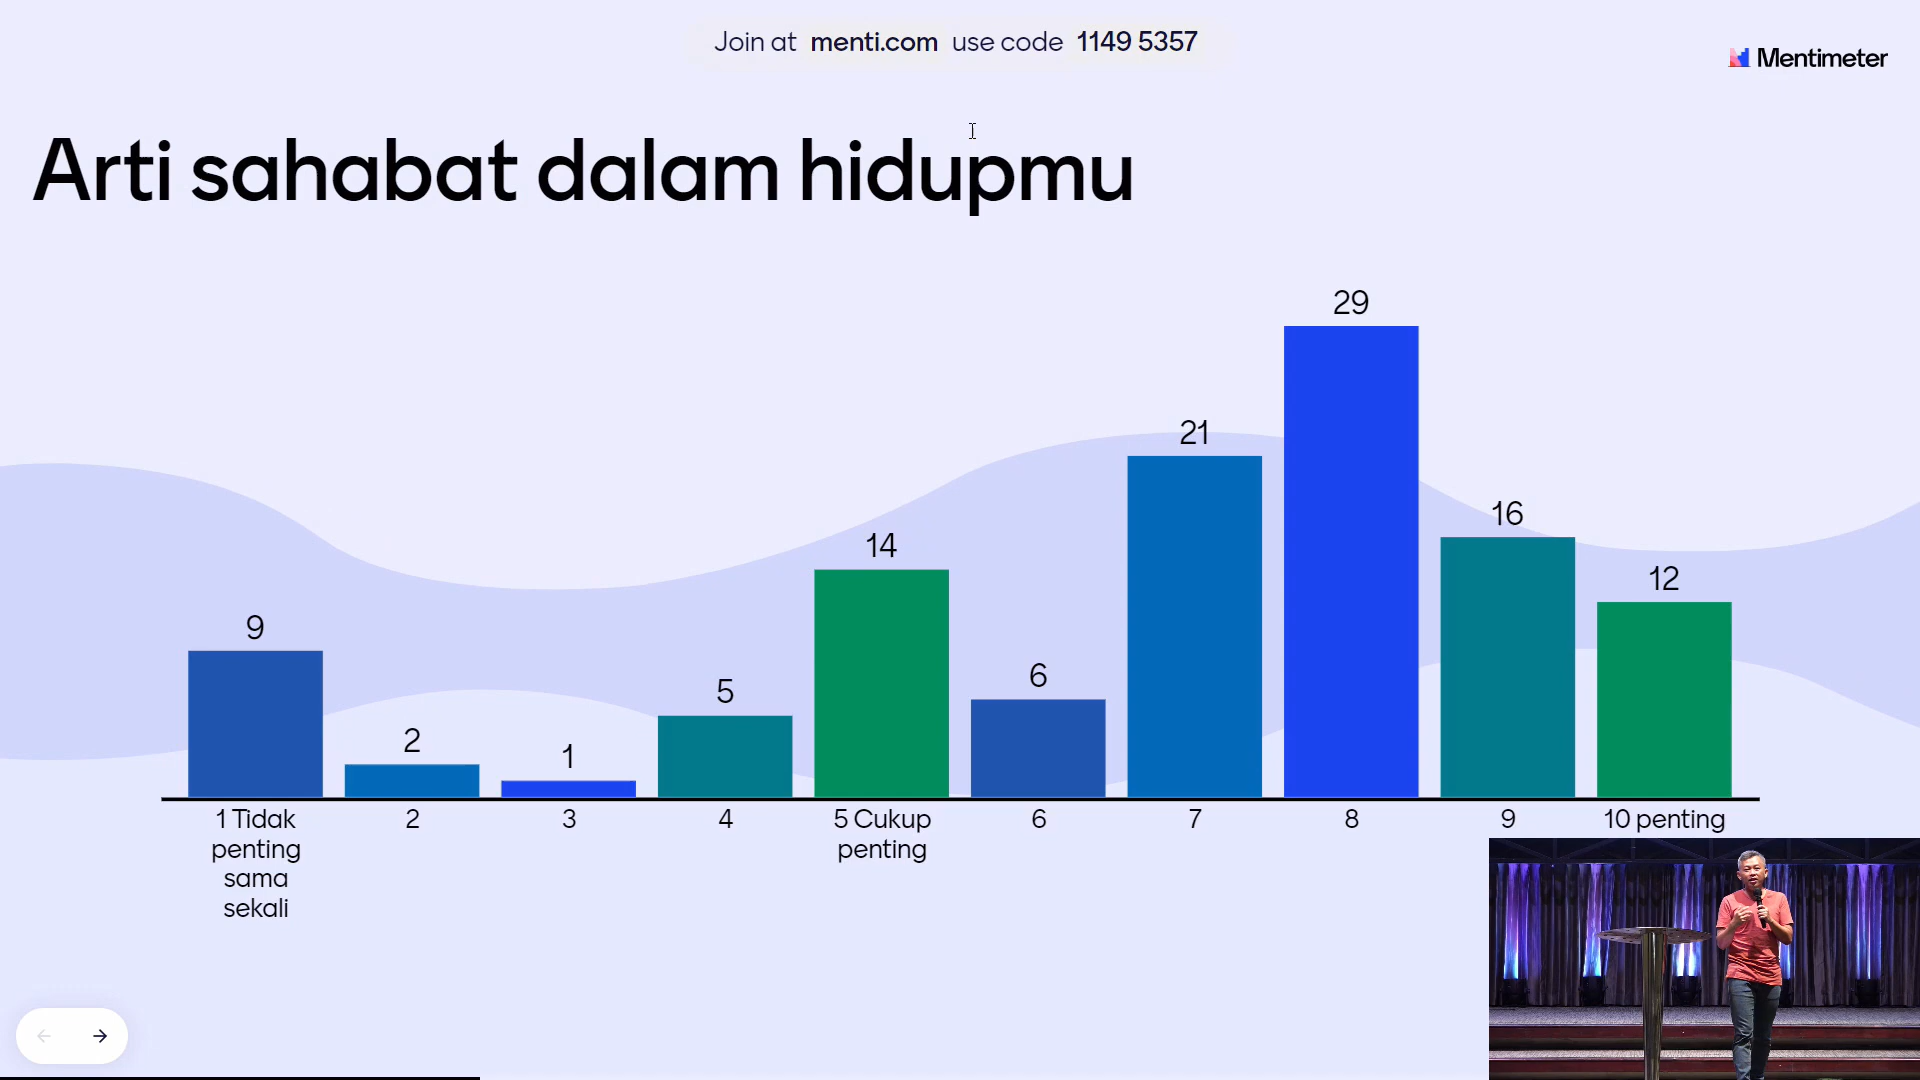 Join at menti.com use code 1149 5357
Mentimeter
Arti sahabat dalam hidupmu
29
21
16
14
12
9
6
5
2
1
1 Tidak penting sama sekali
2
3
4
5 Cukup penting
6
7
8
9
10 penting